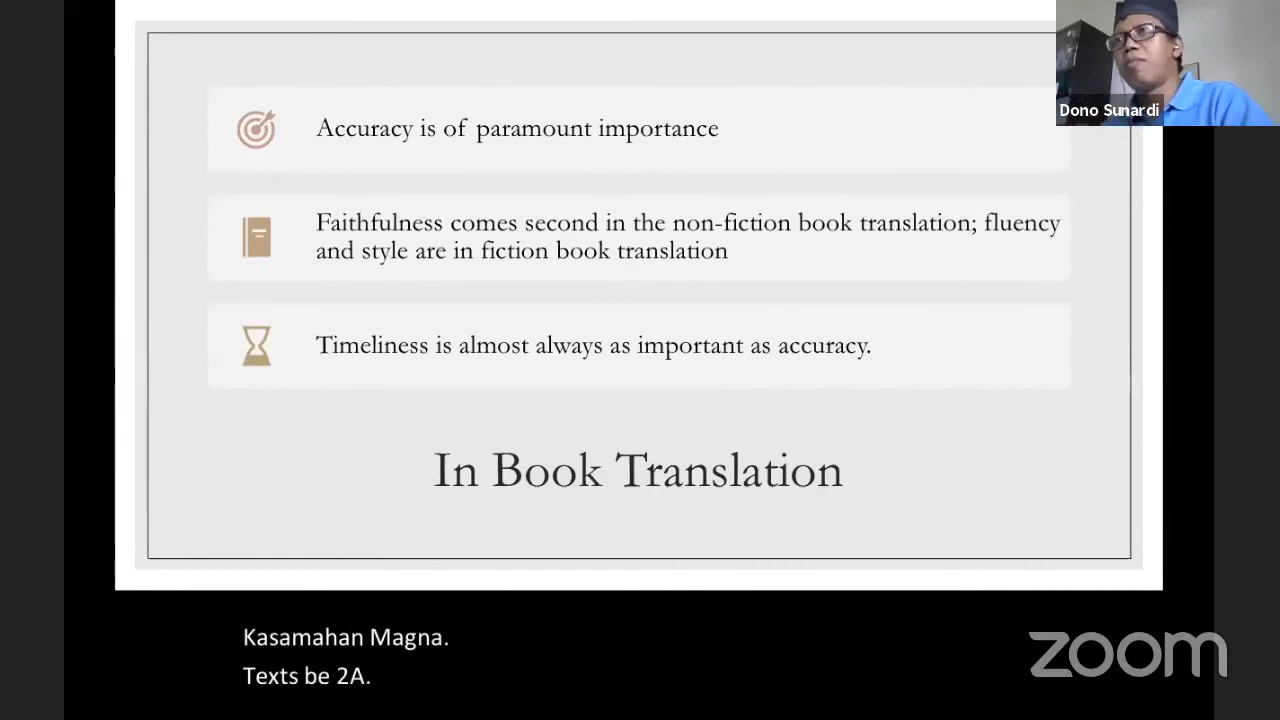 Dono Sunardi
Accuracy is of paramount importance
Faithfulness comes second in the non-fiction book translation; fluency
and style are in fiction book translation
Timeliness is almost always as important as accuracy.
In Book Translation
Kasamahan Magna.
Texts be 2A.
zoom